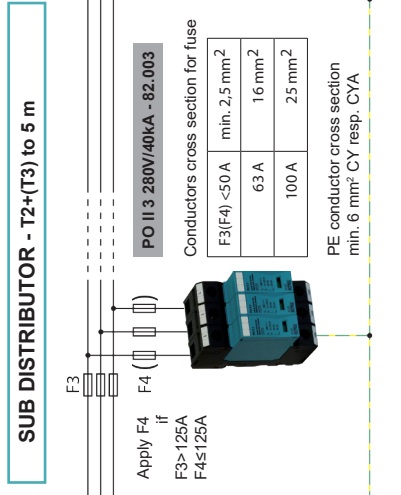 SUB DISTRIBUTOR - T2+(T3) to 5 m
F3
F4
Apply F4
if
F3>125A
F4≤125A
PO II 3 280V/40kA - 82.003
Conductors cross section for fuse
F3(F4) <50 A min. 2,5 mm²
63 A 16 mm²
100 A 25 mm²
PE conductor cross section
min. 6 mm² CY resp. CYA